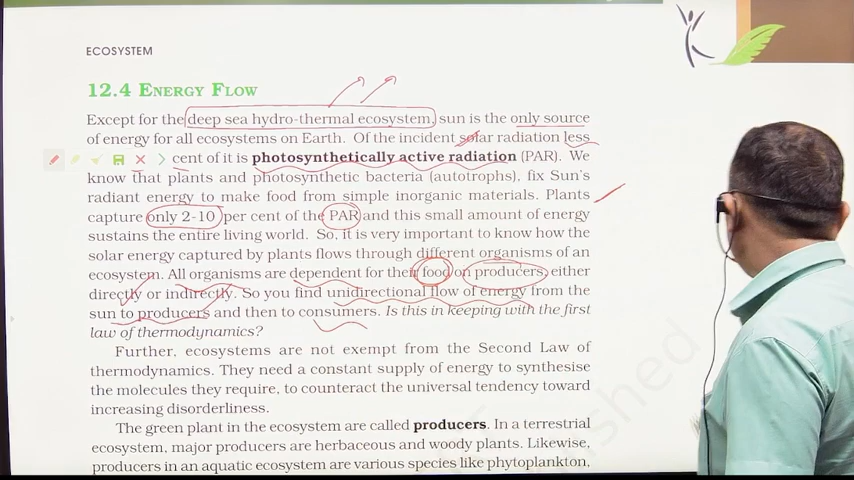 ECOSYSTEM
12.4 ENERGY FLOW
Except for the deep sea hydro-thermal ecosystem, sun is the only source
of energy for all ecosystems on Earth. Of the incident solar radiation less
cent of it is photosynthetically active radiation (PAR). We
know that plants and photosynthetic bacteria (autotrophs), fix Sun's
radiant energy to make food from simple inorganic materials. Plants
capture only 2-10 per cent of the PAR and this small amount of energy
sustains the entire living world. So, it is very important to know how the
solar energy captured by plants flows through different organisms of an
ecosystem. All organisms are dependent for their food on producers, either
directly or indirectly. So you find unidirectional flow of energy from the
sun to producers and then to consumers. Is this in keeping with the first
law of thermodynamics?
Further, ecosystems are not exempt from the Second Law of
thermodynamics. They need a constant supply of energy to synthesise
the molecules they require, to counteract the universal tendency toward
increasing disorderliness.
The green plant in the ecosystem are called producers. In a terrestrial
ecosystem, major producers are herbaceous and woody plants. Likewise,
producers in an aquatic ecosystem are various species like phytoplankton,